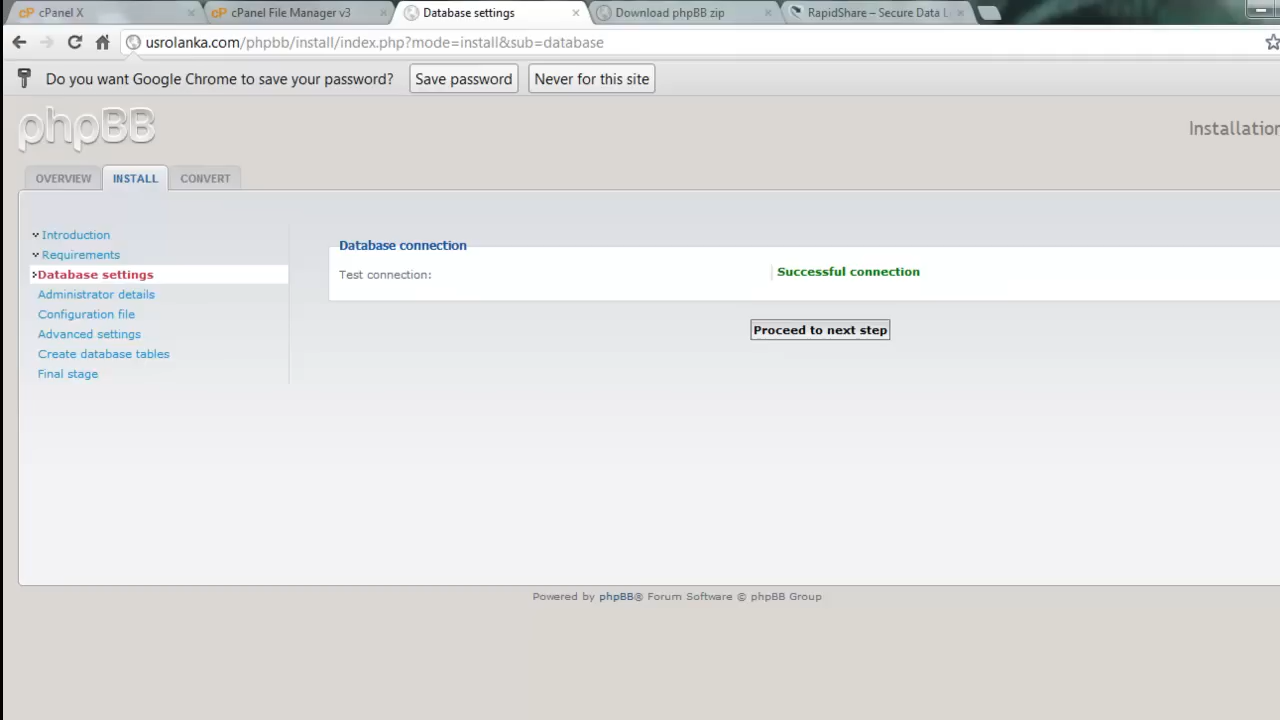 cP cPanel X
cP cPanel File Manager v3
Database settings
Download phpBB zip
RapidShare – Secure Data L
usrolanka.com/phpbb/install/index.php?mode=install&sub=database
Do you want Google Chrome to save your password?
Save password
Never for this site
phpBB
Installation
OVERVIEW
INSTALL
CONVERT
Introduction
Requirements
Database settings
Administrator details
Configuration file
Advanced settings
Create database tables
Final stage
Database connection
Test connection:
Successful connection
Proceed to next step
Powered by phpBB® Forum Software © phpBB Group